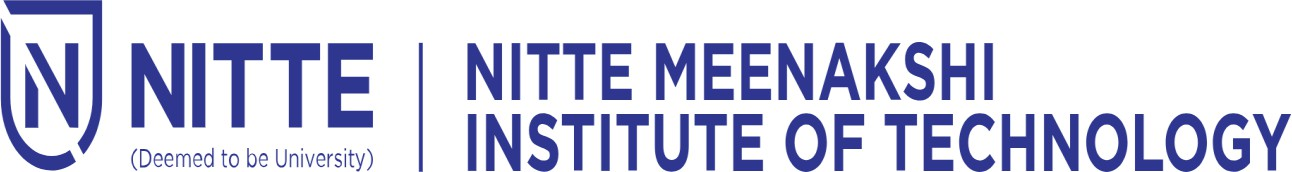 N
NITTE
(Deemed to be University)
NITTE MEENAKSHI
INSTITUTE OF TECHNOLOGY